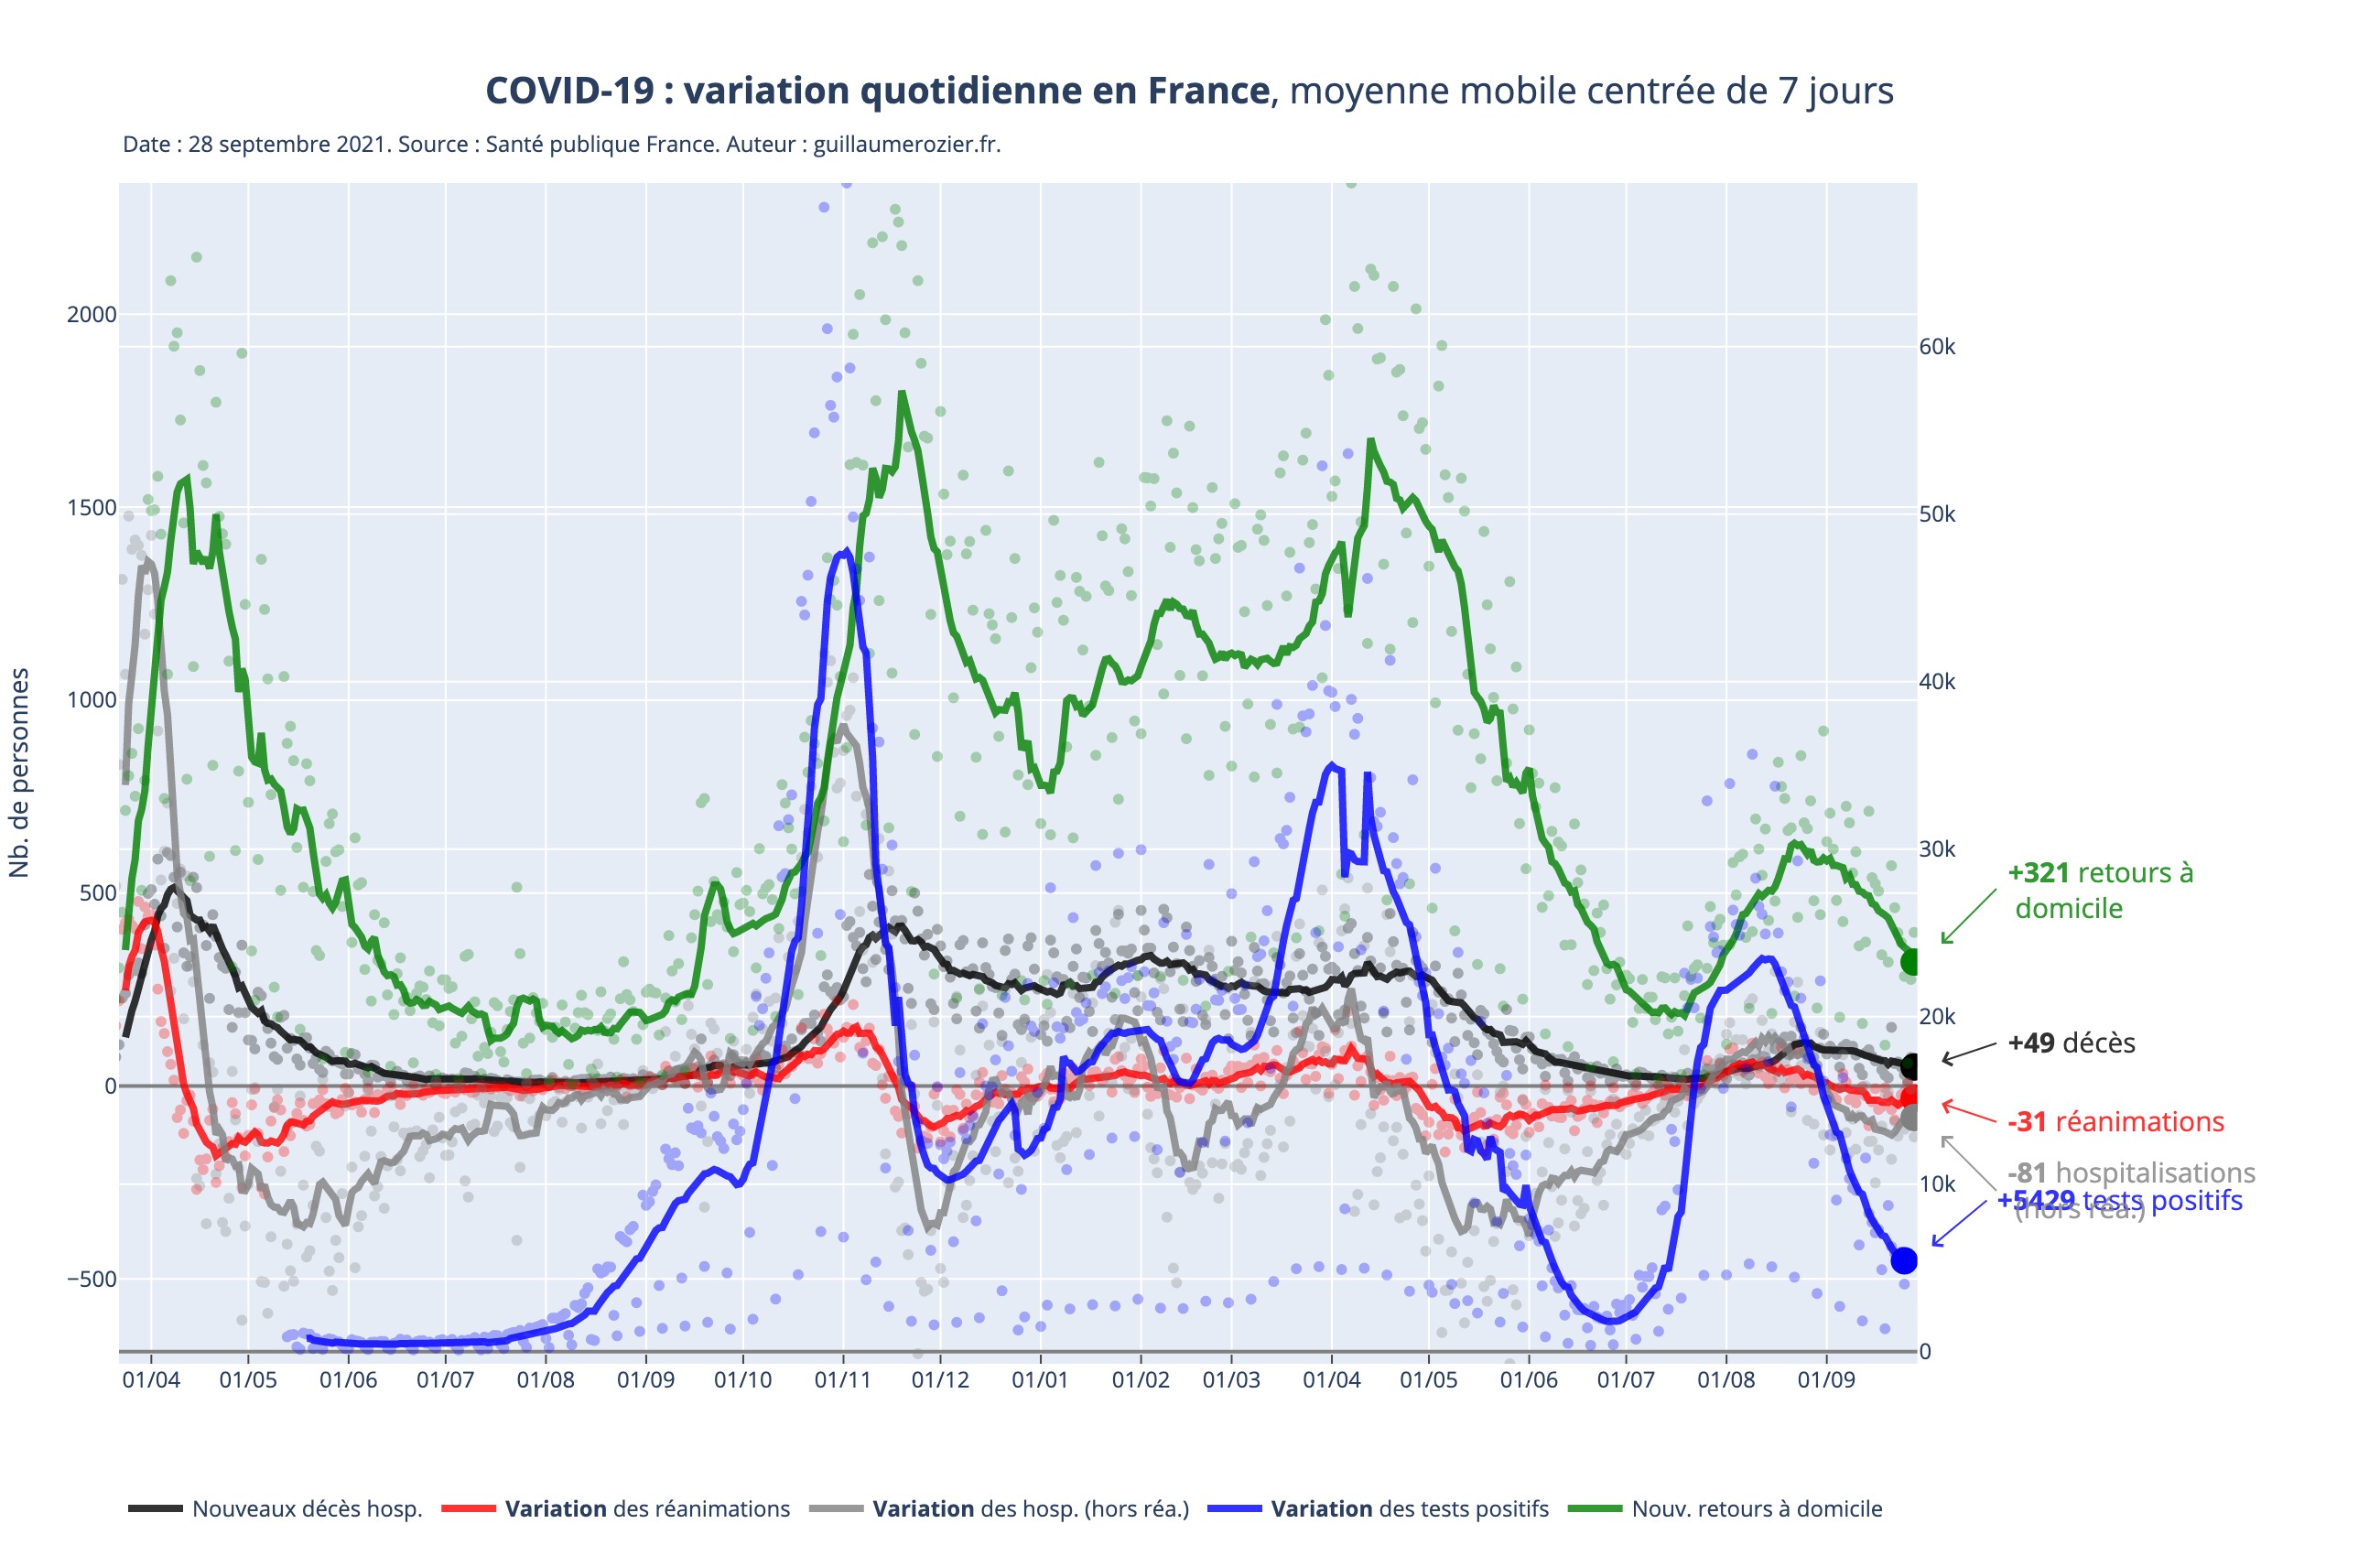 COVID-19 : variation quotidienne en France, moyenne mobile centrée de 7 jours
Date : 28 septembre 2021. Source : Santé publique France. Auteur : guillaumerozier.fr.
Nb. de personnes
2000
1500
1000
500
0
−500
60k
50k
40k
30k
20k
10k
0
+321 retours à
domicile
+49 décès
-31 réanimations
-81 hospitalisations
(hors réa.)
+5429 tests positifs
01/04 01/05 01/06 01/07 01/08 01/09 01/10 01/11 01/12 01/01 01/02 01/03 01/04 01/05 01/06 01/07 01/08 01/09
Nouveaux décès hosp. Variation des réanimations Variation des hosp. (hors réa.) Variation des tests positifs Nouv. retours à domicile